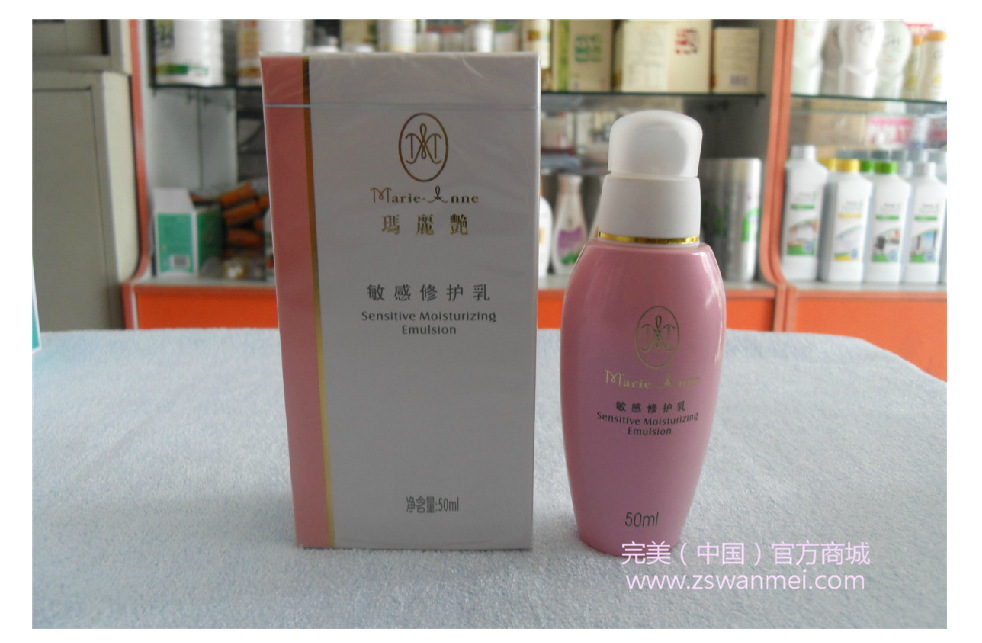 Marie·Anne
瑪麗艷
敏感修护乳
Sensitive Moisturizing
Emulsion
净含量:50ml
Marie·Anne
敏感修护乳
Sensitive Moisturizing
Emulsion
50ml
完美（中国）官方商城
www.zswanmei.com